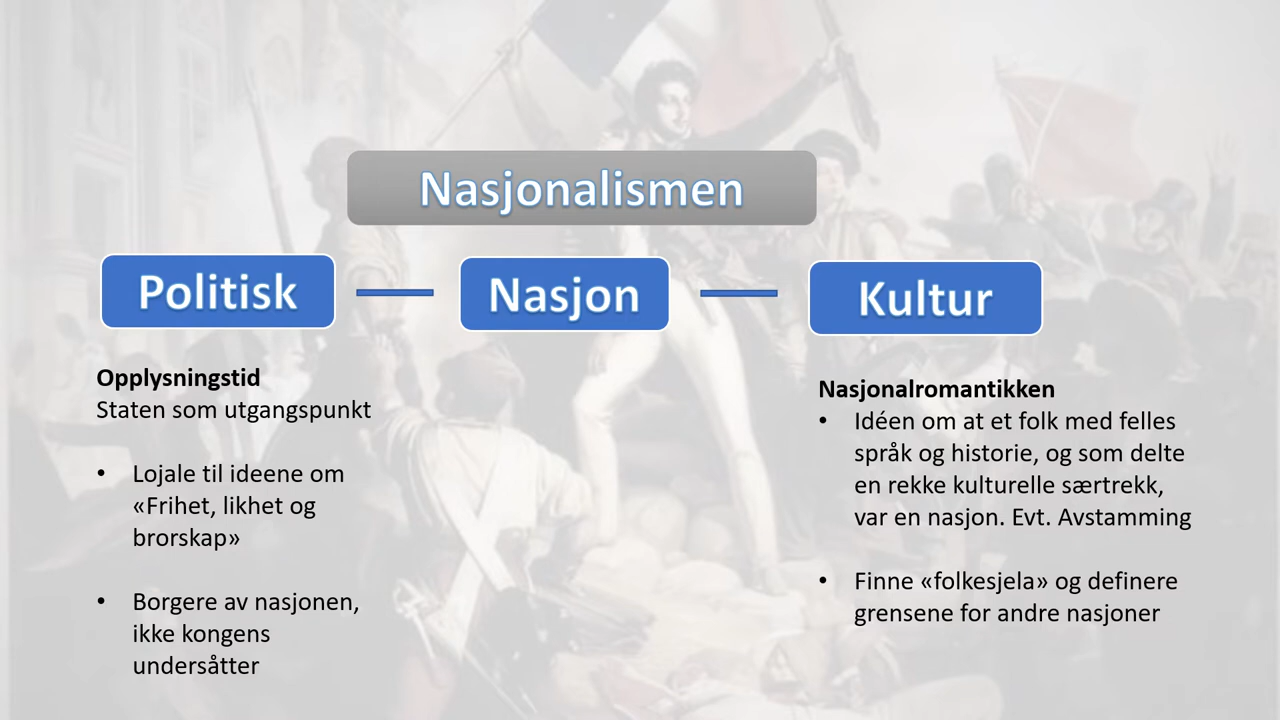 Nasjonalismen
Politisk
Nasjon
Kultur
Opplysningstid
Staten som utgangspunkt
• Lojale til ideene om
«Frihet, likhet og
brorskap»
• Borgere av nasjonen,
ikke kongens
undersåtter
Nasjonalromantikken
• Idéen om at et folk med felles
språk og historie, og som delte
en rekke kulturelle særtrekk,
var en nasjon. Evt. Avstamming
• Finne «folkesjela» og definere
grensene for andre nasjoner